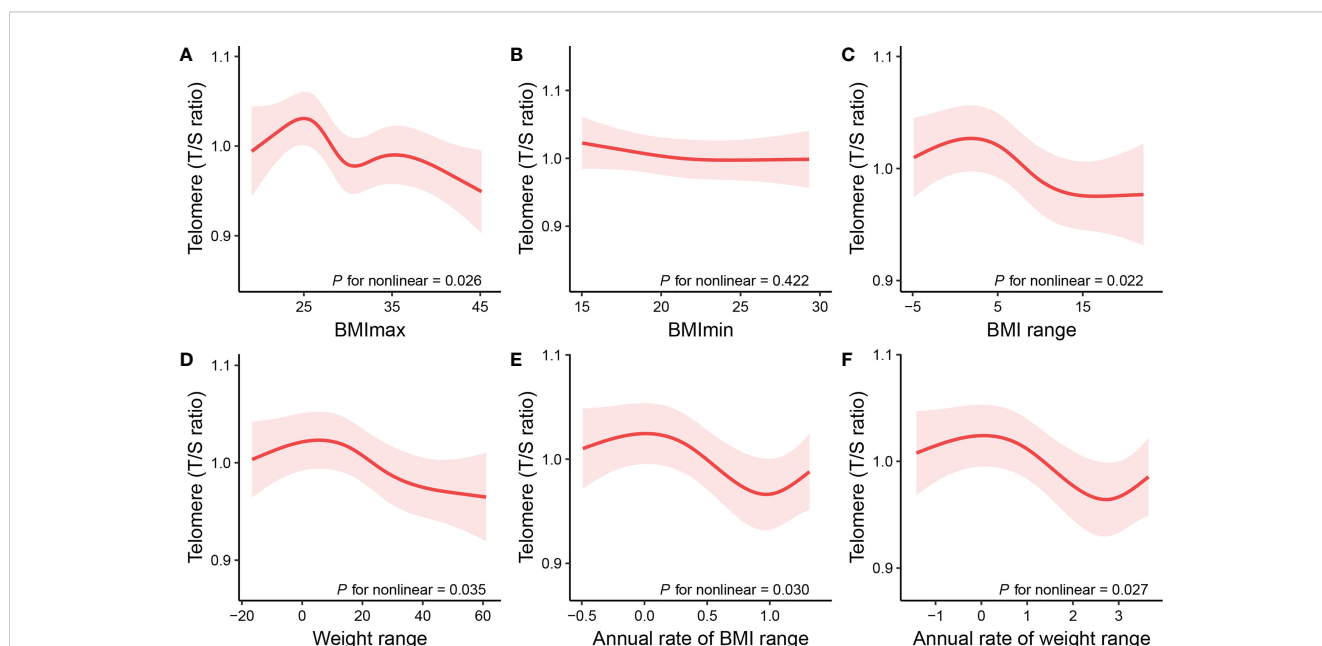 A
B
C
1.1
1.0
0.9
Telomere (T/S ratio)
P for nonlinear = 0.026
25
35
45
BMImax
1.1
1.0
0.9
Telomere (T/S ratio)
P for nonlinear = 0.422
15
20
25
30
BMImin
1.1
1.0
0.9
Telomere (T/S ratio)
P for nonlinear = 0.022
−5
5
15
BMI range
D
E
F
1.1
1.0
0.9
Telomere (T/S ratio)
P for nonlinear = 0.035
−20
0
20
40
60
Weight range
1.1
1.0
0.9
Telomere (T/S ratio)
P for nonlinear = 0.030
−0.5
0.0
0.5
1.0
Annual rate of BMI range
1.1
1.0
0.9
Telomere (T/S ratio)
P for nonlinear = 0.027
−1
0
1
2
3
Annual rate of weight range